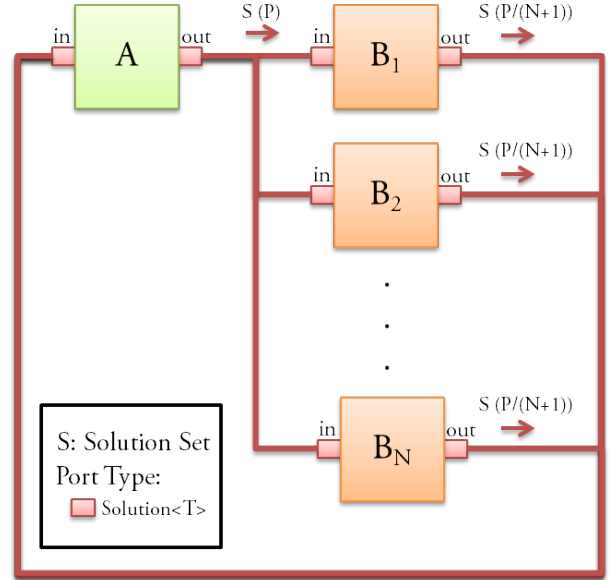 S (P)
S (P/(N+1))
in
A
out
in
B1
out
S (P/(N+1))
in
B2
out
.
.
.
S (P/(N+1))
in
BN
out
S: Solution Set
Port Type:
Solution<T>